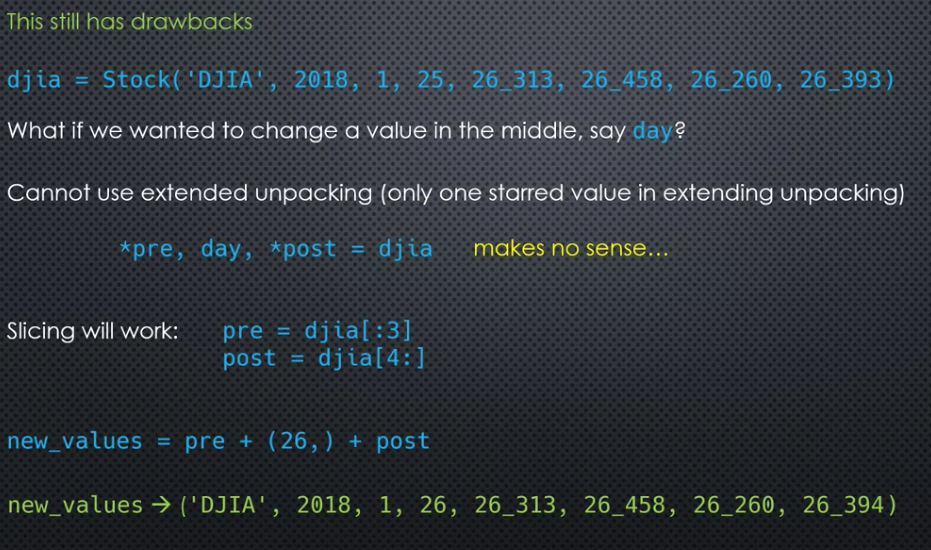 This still has drawbacks
djia = Stock('DJIA', 2018, 1, 25, 26_313, 26_458, 26_260, 26_393)
What if we wanted to change a value in the middle, say day?
Cannot use extended unpacking (only one starred value in extending unpacking)
*pre, day, *post = djia makes no sense...
Slicing will work: pre = djia[:3]
post = djia[4:]
new_values = pre + (26,) + post
new_values → ('DJIA', 2018, 1, 26, 26_313, 26_458, 26_260, 26_394)